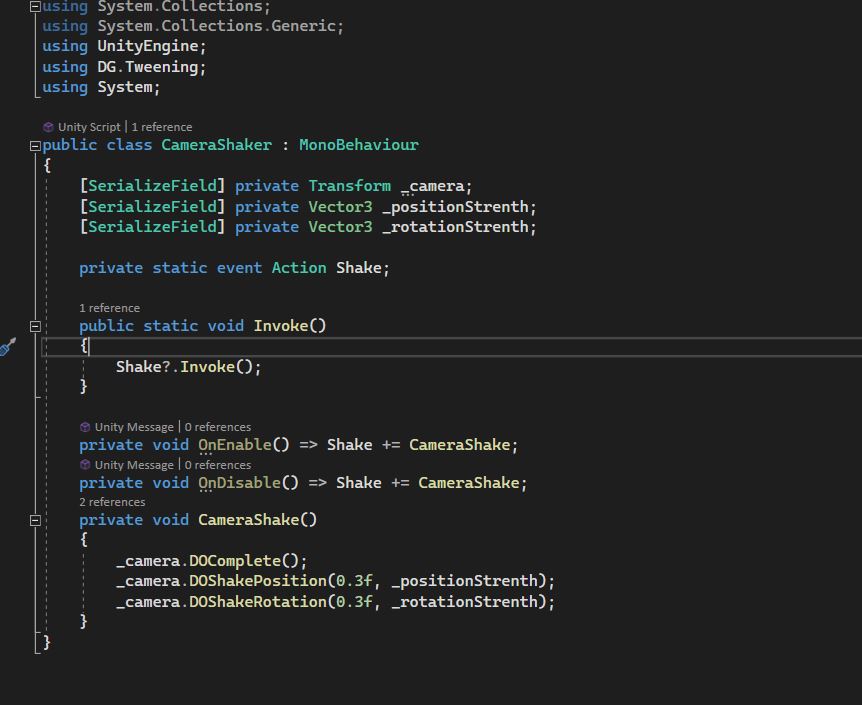 using System.Collections;
using System.Collections.Generic;
using UnityEngine;
using DG.Tweening;
using System;
Unity Script | 1 reference
public class CameraShaker : MonoBehaviour
{
[SerializeField] private Transform _camera;
[SerializeField] private Vector3 _positionStrenth;
[SerializeField] private Vector3 _rotationStrenth;
private static event Action Shake;
1 reference
public static void Invoke()
{
Shake?.Invoke();
}
Unity Message | 0 references
private void OnEnable() => Shake += CameraShake;
Unity Message | 0 references
private void OnDisable() => Shake += CameraShake;
2 references
private void CameraShake()
{
_camera.DOComplete();
_camera.DOShakePosition(0.3f, _positionStrenth);
_camera.DOShakeRotation(0.3f, _rotationStrenth);
}
}